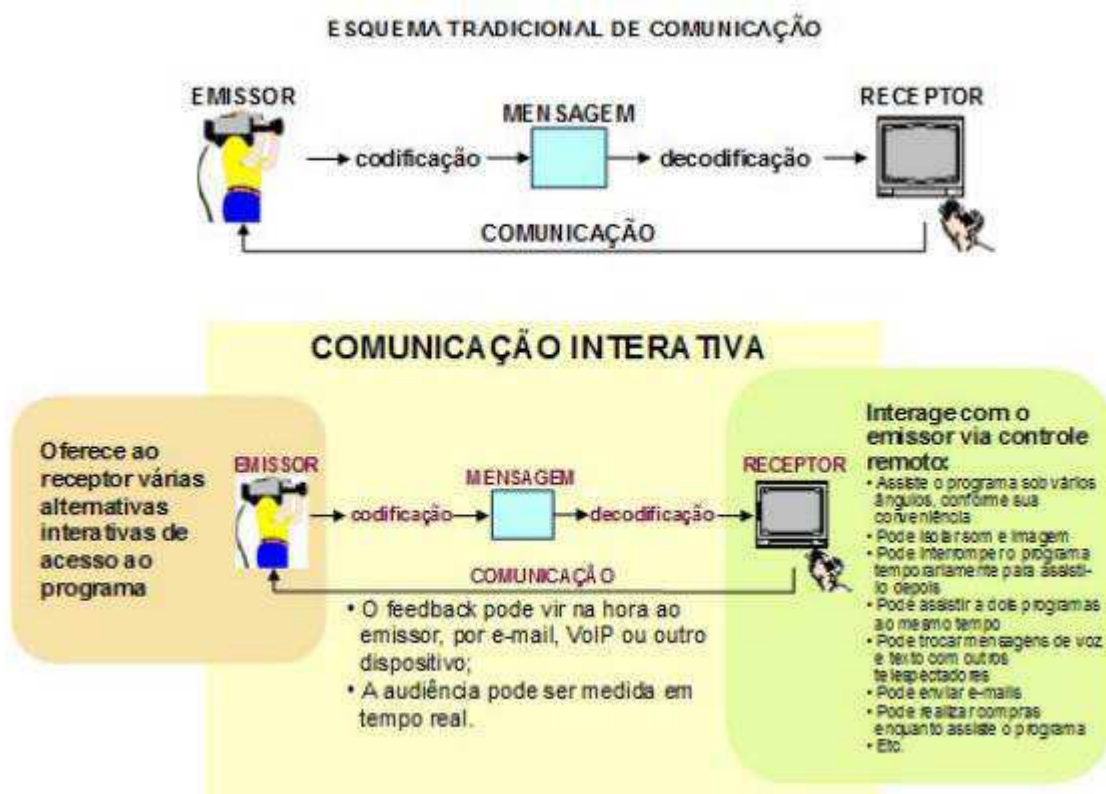 ESQUEMA TRADICIONAL DE COMUNICAÇÃO
EMISSOR
MENSAGEM
RECEPTOR
codificação
decodificação
COMUNICAÇÃO
COMUNICAÇÃO INTERATIVA
Oferece ao
receptor várias
alternativas
interativas de
acesso ao
programa
EMISSOR
MENSAGEM
RECEPTOR
codificação
decodificação
COMUNICAÇÃO
• O feedback pode vir na hora ao
emissor, por e-mail, VoIP ou outro
dispositivo;
• A audiência pode ser medida em
tempo real.
Interage com o
emissor via controle
remoto:
• Assiste o programa sob vários
ângulos, conforme sua
conveniência
• Pode isolar som e imagem
• Pode interromper o programa
temporariamente para assisti-
lo depois
• Pode assistir a dois programas
ao mesmo tempo
• Pode trocar mensagens de voz
e texto com outros
telespectadores
• Pode enviar e-mails
• Pode realizar compras
enquanto assiste o programa
• Etc.